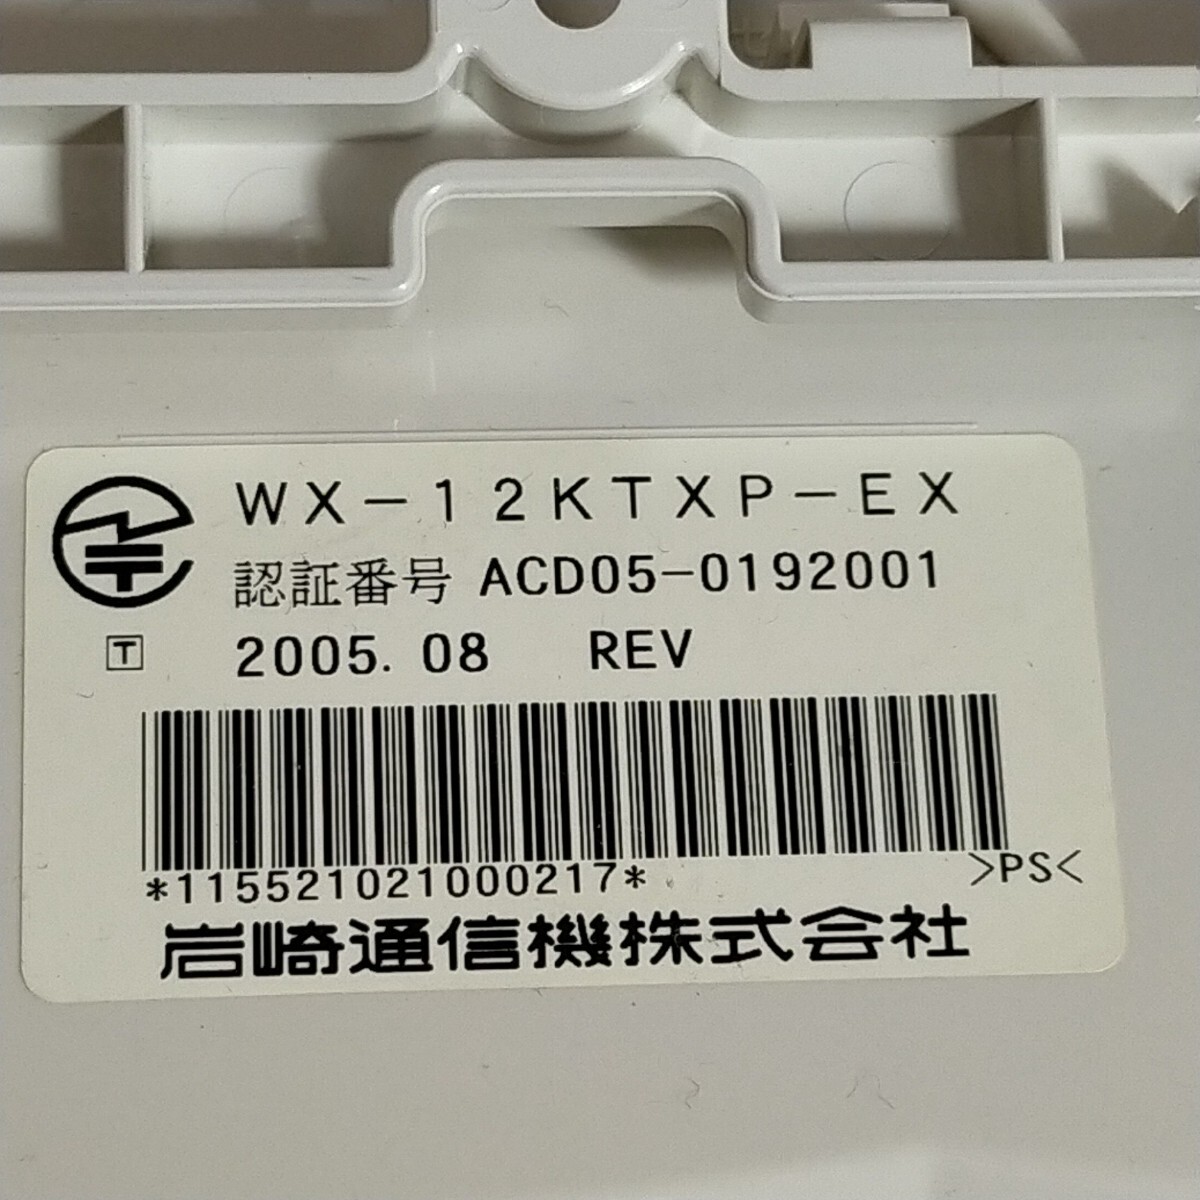 WX-12KTXP-EX
認証番号 ACD05-0192001
T 2005.08 REV
*115521021000217*
>PS<
岩崎通信機株式会社